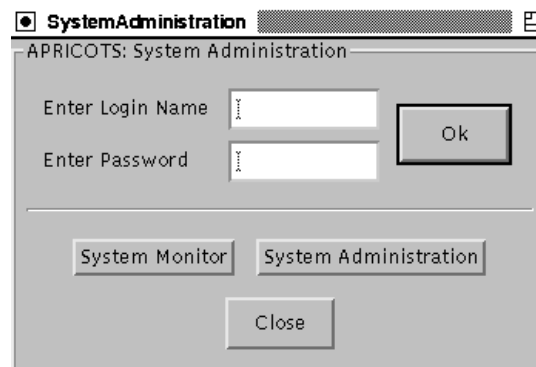 SystemAdministration
APRICOTS: System Administration
Enter Login Name
Ok
Enter Password
System Monitor System Administration
Close